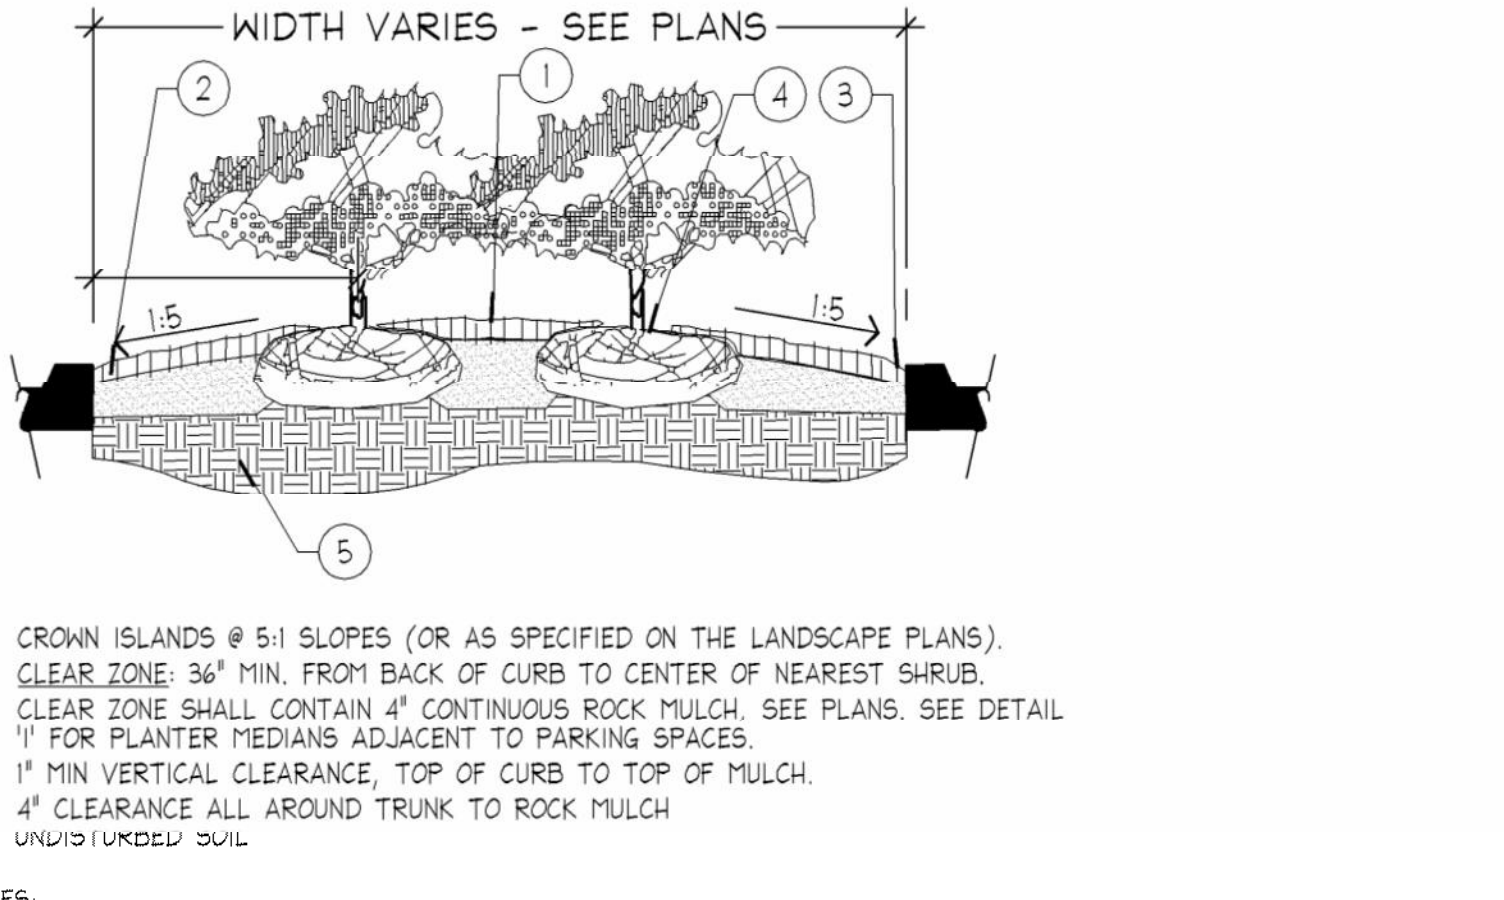 WIDTH VARIES - SEE PLANS
1
2
4
3
1:5
1:5
5
CROWN ISLANDS @ 5:1 SLOPES (OR AS SPECIFIED ON THE LANDSCAPE PLANS).
CLEAR ZONE: 36" MIN. FROM BACK OF CURB TO CENTER OF NEAREST SHRUB.
CLEAR ZONE SHALL CONTAIN 4" CONTINUOUS ROCK MULCH. SEE PLANS. SEE DETAIL
'1' FOR PLANTER MEDIANS ADJACENT TO PARKING SPACES.
1" MIN VERTICAL CLEARANCE, TOP OF CURB TO TOP OF MULCH.
4" CLEARANCE ALL AROUND TRUNK TO ROCK MULCH
UNDISTURBED SOIL